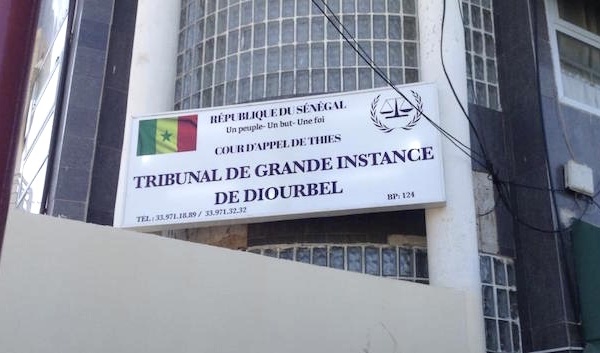 RÉPUBLIQUE DU SÉNÉGAL
Un peuple- Un but- Une foi
COUR D'APPEL DE THIES
TRIBUNAL DE GRANDE INSTANCE
DE DIOURBEL
TEL : 33.971.18.89 / 33.971.32.32
BP: 124